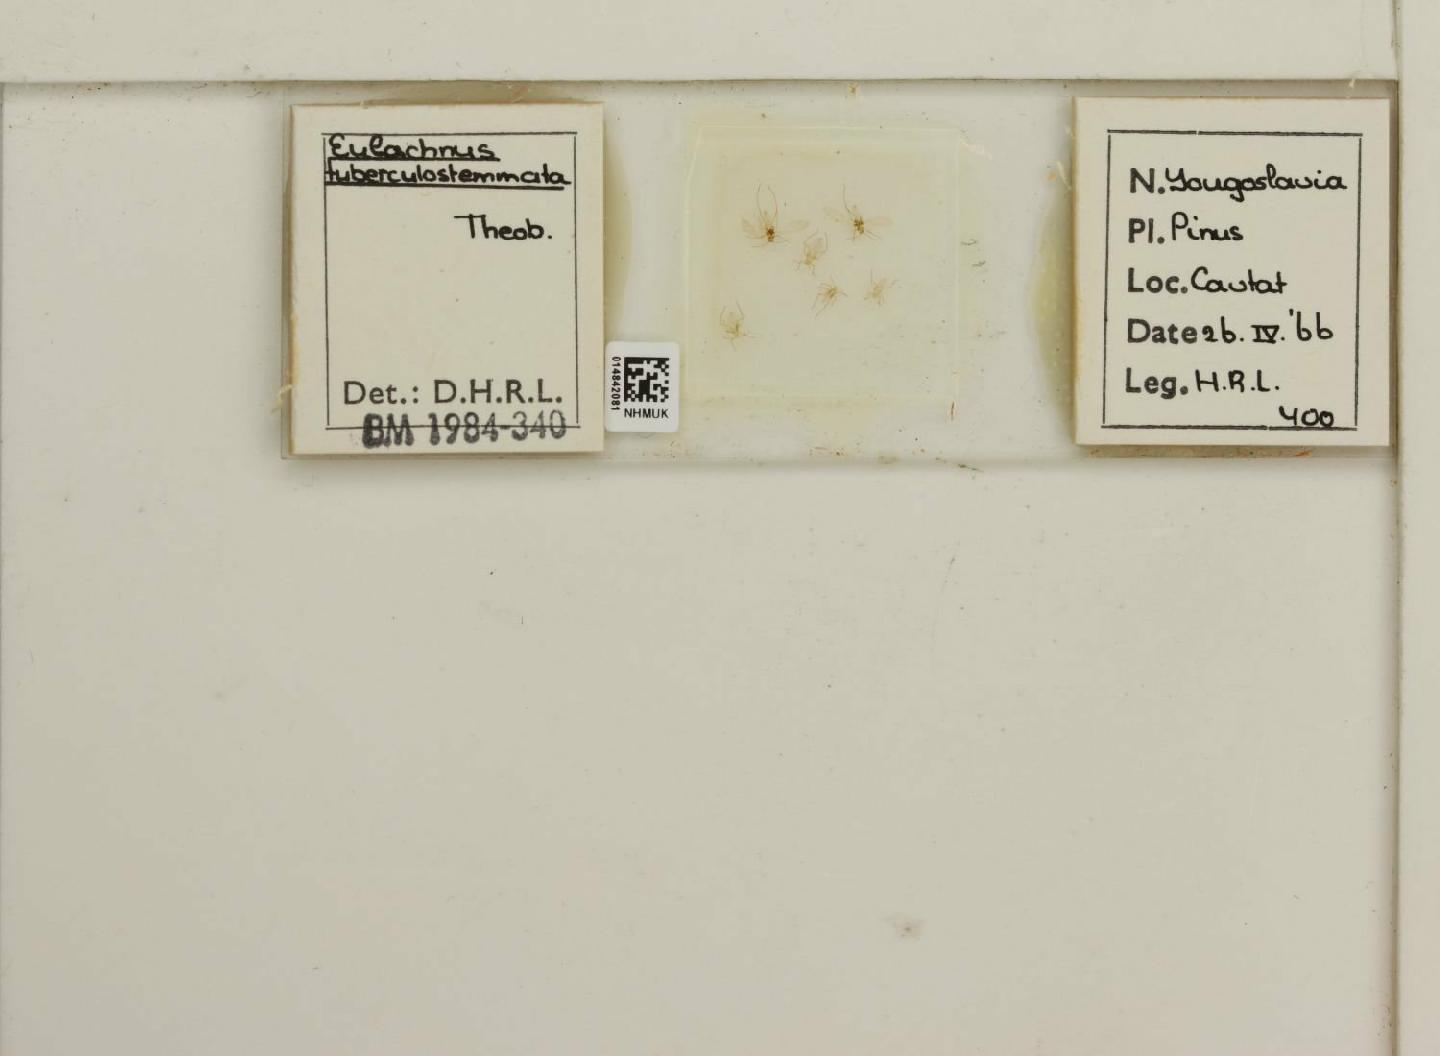 Eulachnus
tuberculostemmata
Theob.
Det.: D.H.R.L.
BM 1984-340
014842081
NHMUK
N. Yougoslavia
Pl. Pinus
Loc. Cavtat
Date 26. IV. '66
Leg. H.R.L.
400